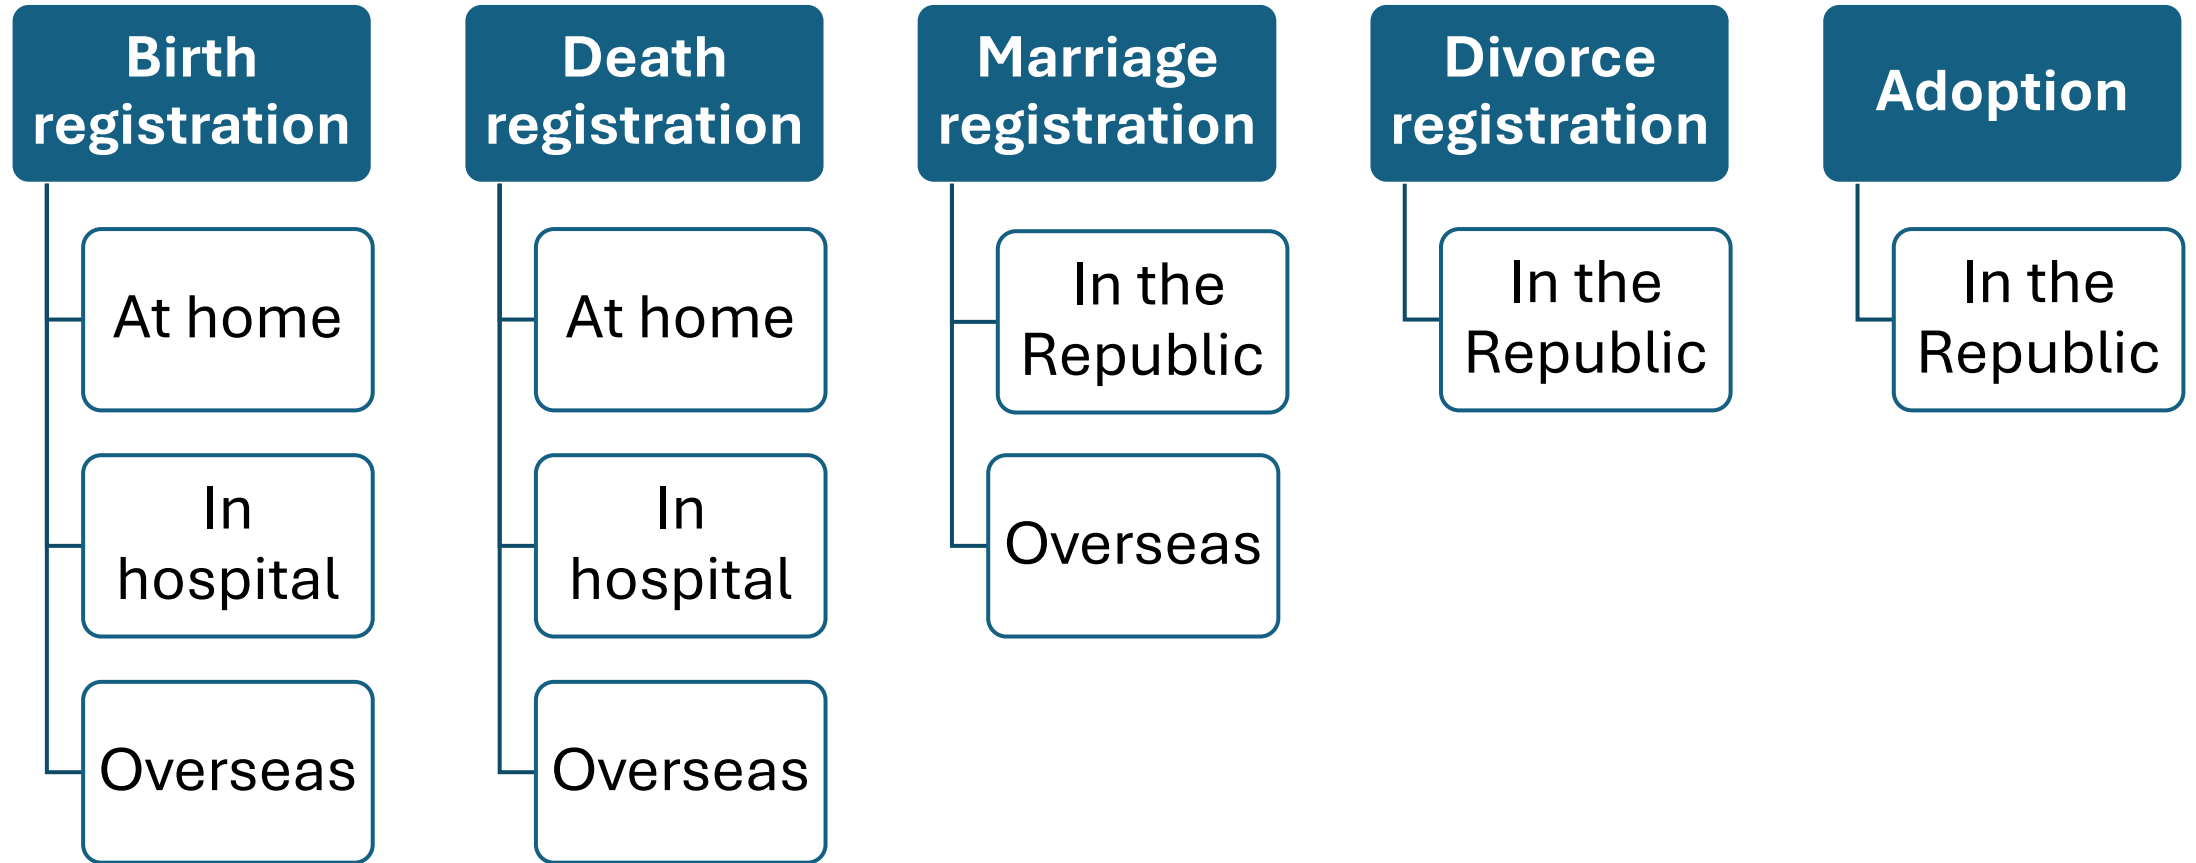 Birth
registration
At home
In
hospital
Overseas
Death
registration
At home
In
hospital
Overseas
Marriage
registration
In the
Republic
Overseas
Divorce
registration
In the
Republic
Adoption
In the
Republic